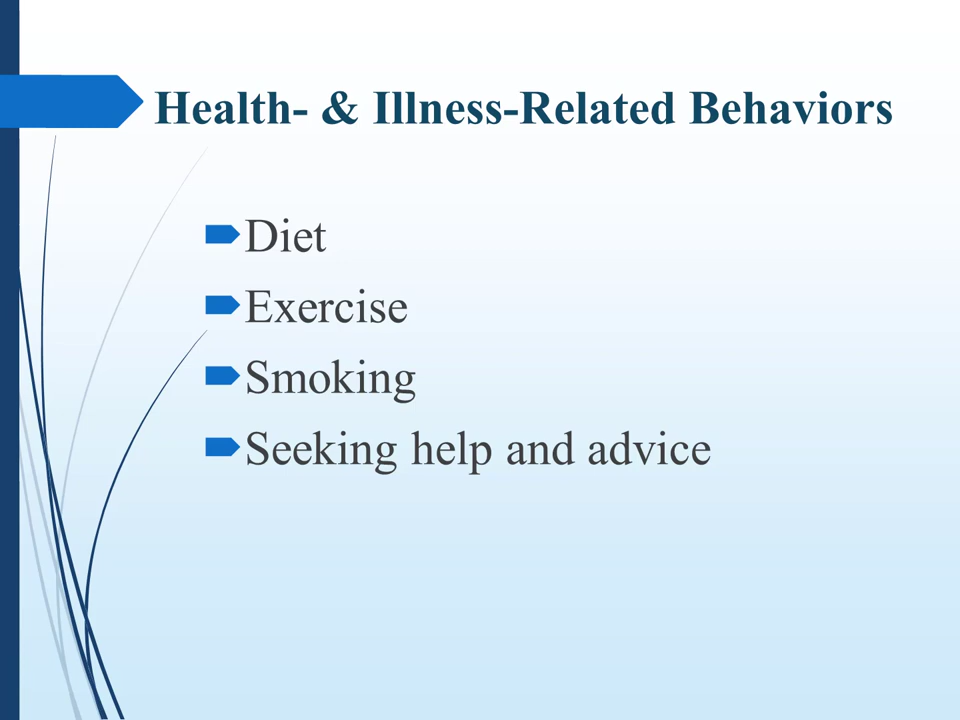 Health- & Illness-Related Behaviors
Diet
Exercise
Smoking
Seeking help and advice